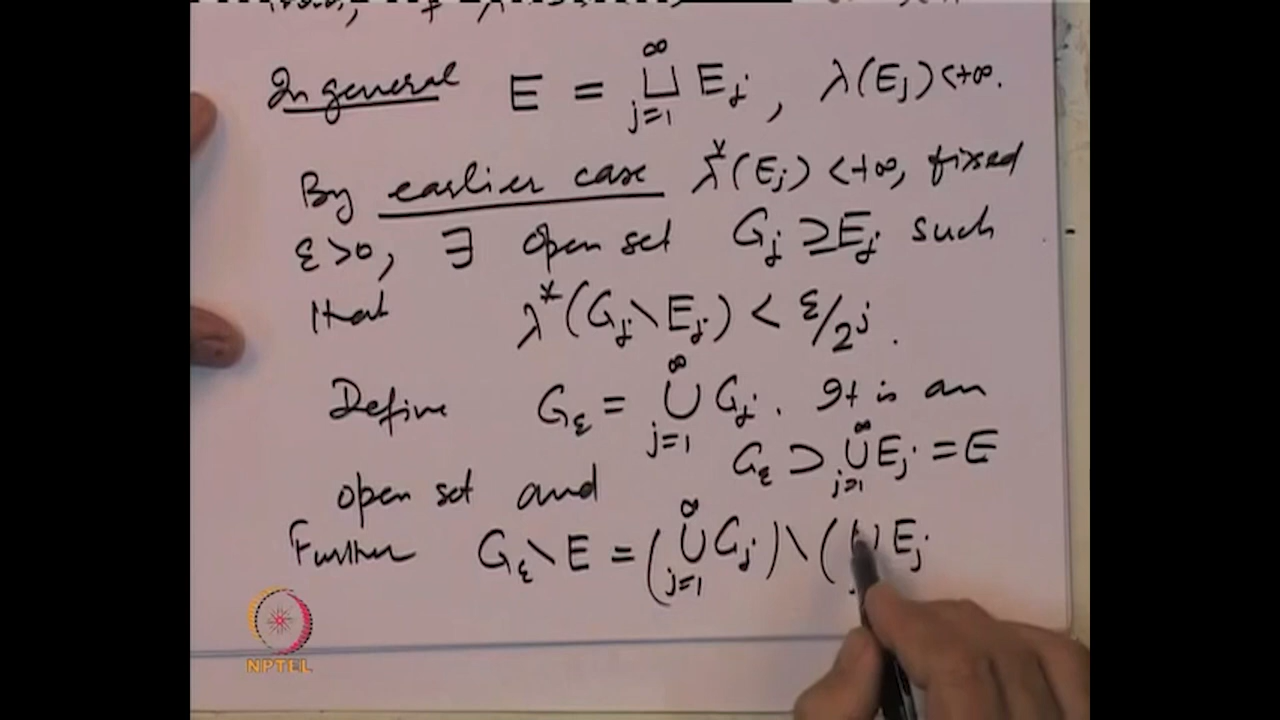 In general E = ⨆_{j=1}^{∞} E_j , λ(E_j) < +∞.
By earlier case λ*(E_j) < +∞, fixed
ε > 0, ∃ open set G_j ⊇ E_j such
that λ*(G_j \ E_j) < ε/2^j .
Define G_ε = ⋃_{j=1}^{∞} G_j . It is an
open set and G_ε ⊃ ⋃_{j=1}^{∞} E_j = E
Further G_ε \ E = (⋃_{j=1}^{∞} G_j) \ ( ⋃ E_j
NPTEL